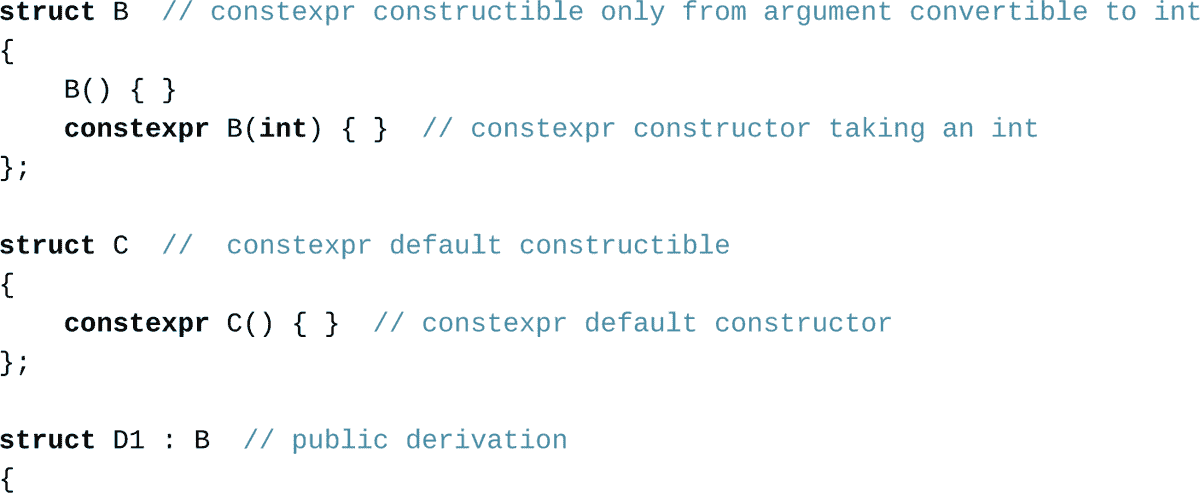 struct B  // constexpr constructible only from argument convertible to int
{
    B() { }
    constexpr B(int) { }  // constexpr constructor taking an int
};

struct C  //  constexpr default constructible
{
    constexpr C() { }  // constexpr default constructor
};

struct D1 : B  // public derivation
{